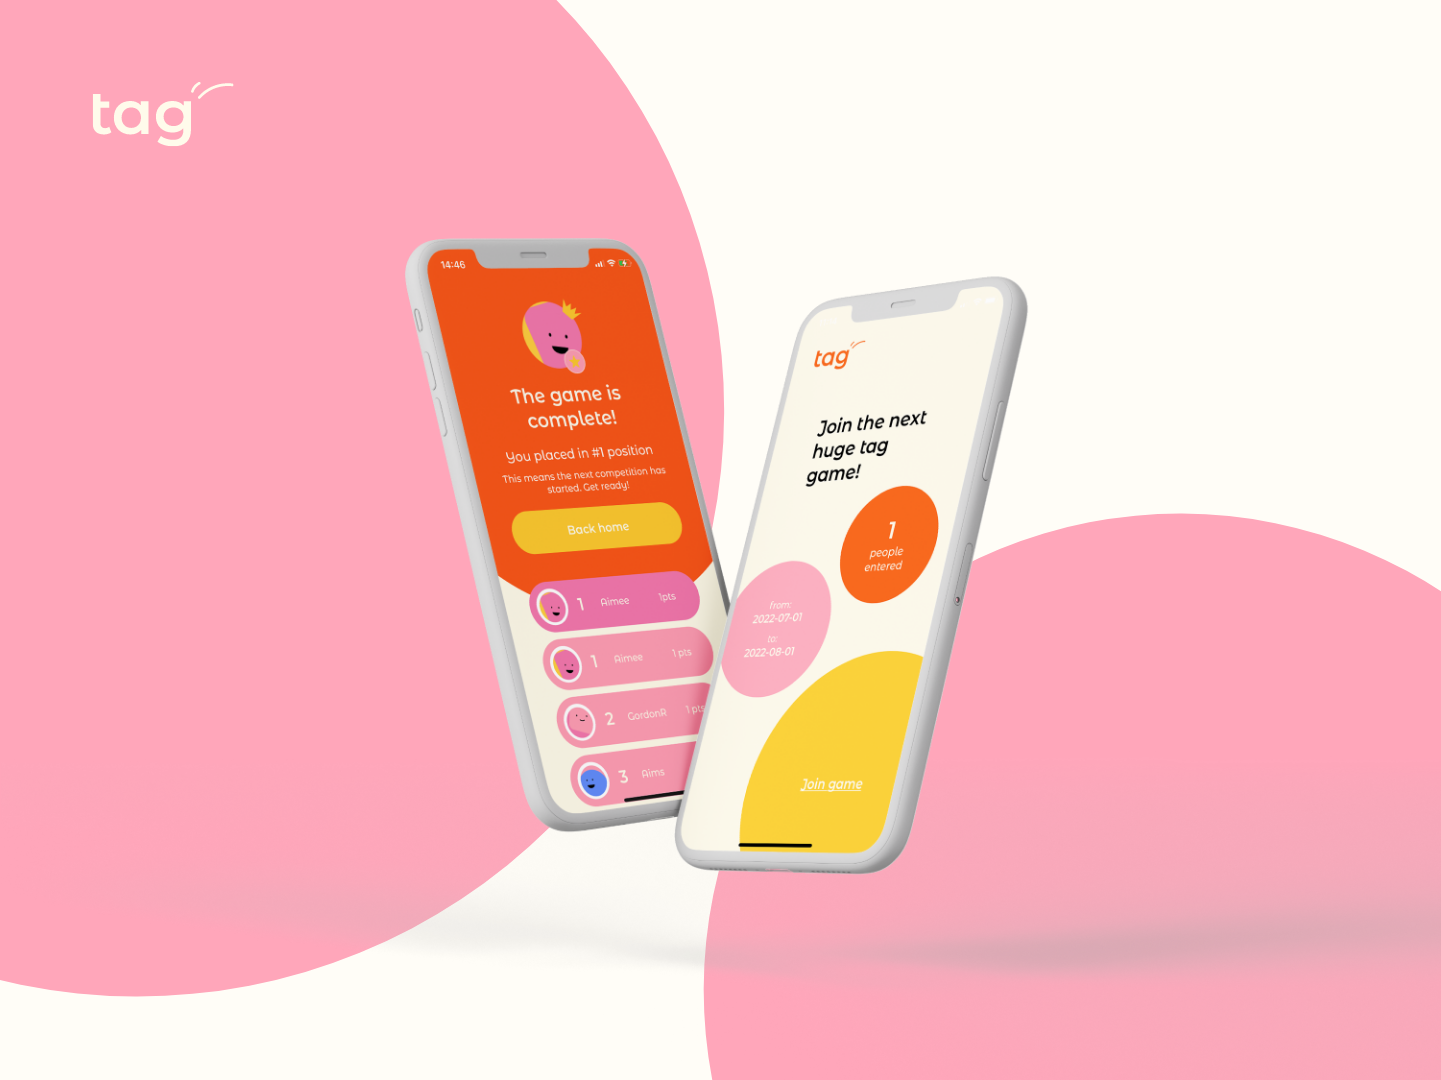 tag
14:46
The game is
complete!
You placed in #1 position
This means the next competition has
started. Get ready!
Back home
1 Aimee 1pts
1 Aimee 1 pts
2 GordonR 1 pts
3 Aims
tag
Join the next
huge tag
game!
1
people
entered
from:
2022-07-01
to:
2022-08-01
Join game